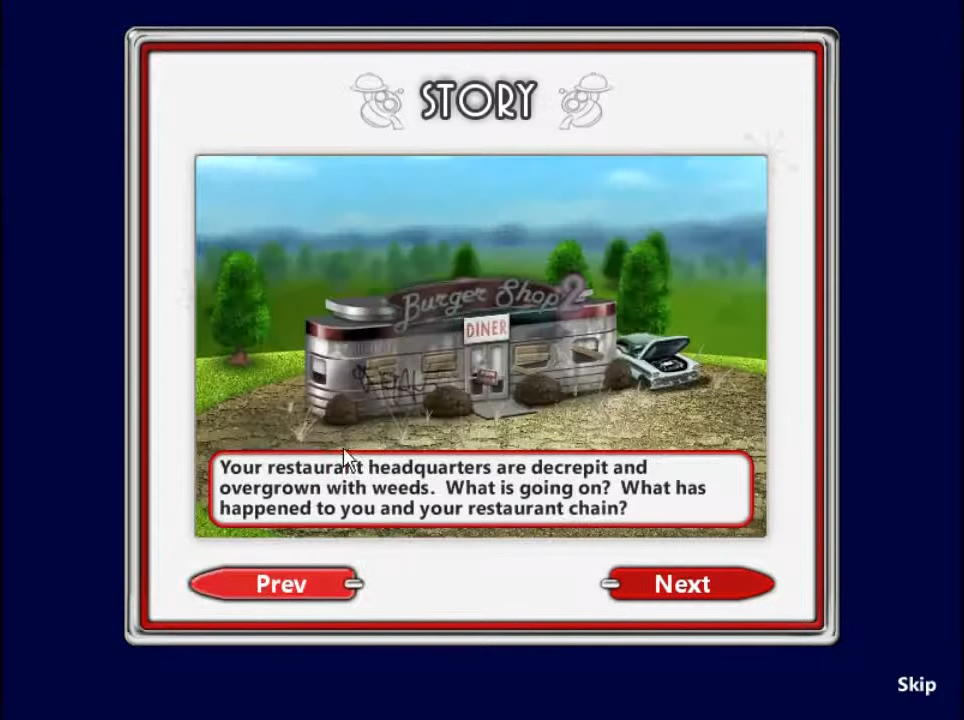 STORY
Burger Shop 2
DINER
Your restaurant headquarters are decrepit and
overgrown with weeds.  What is going on?  What has
happened to you and your restaurant chain?
Prev
Next
Skip